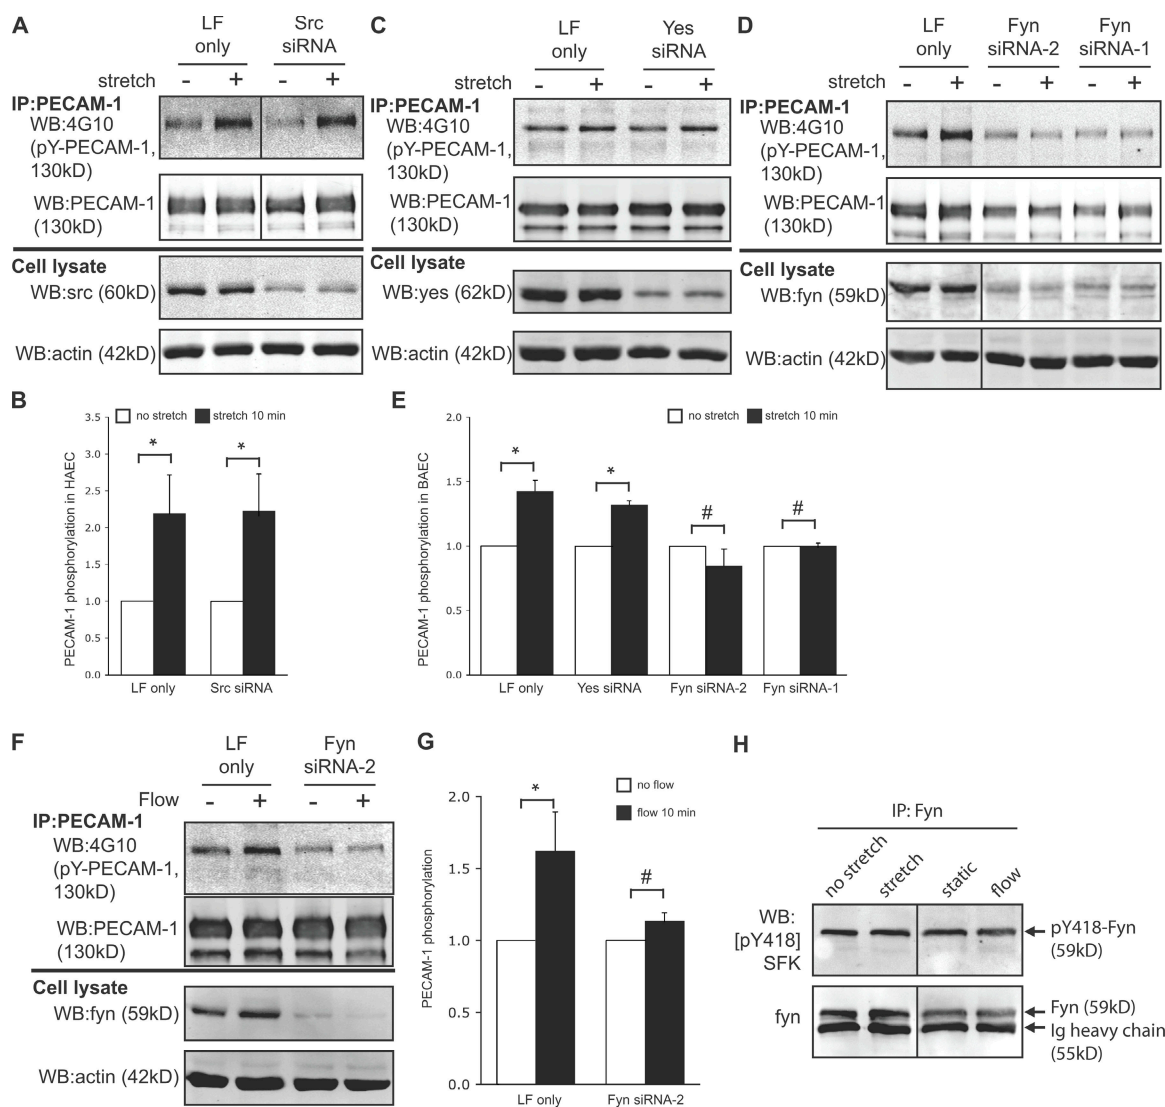 A
LF only
Src siRNA
stretch - + - +
IP:PECAM-1
WB:4G10
(pY-PECAM-1,
130kD)
WB:PECAM-1
(130kD)
Cell lysate
WB:src (60kD)
WB:actin (42kD)
C
LF only
Yes siRNA
stretch - + - +
IP:PECAM-1
WB:4G10
(pY-PECAM-1,
130kD)
WB:PECAM-1
(130kD)
Cell lysate
WB:yes (62kD)
WB:actin (42kD)
D
LF only
Fyn siRNA-2
Fyn siRNA-1
stretch - + - + - +
IP:PECAM-1
WB:4G10
(pY-PECAM-1,
130kD)
WB:PECAM-1
(130kD)
Cell lysate
WB:fyn (59kD)
WB:actin (42kD)
B
no stretch stretch 10 min
PECAM-1 phosphorylation in HAEC
3.5
3.0
2.5
2.0
1.5
1.0
0.5
0.0
* *
LF only Src siRNA
E
no stretch stretch 10 min
PECAM-1 phosphorylation in BAEC
2.0
1.5
1.0
0.5
0.0
* * # #
LF only Yes siRNA Fyn siRNA-2 Fyn siRNA-1
F
LF only
Fyn siRNA-2
Flow - + - +
IP:PECAM-1
WB:4G10
(pY-PECAM-1,
130kD)
WB:PECAM-1
(130kD)
Cell lysate
WB:fyn (59kD)
WB:actin (42kD)
G
no flow
flow 10 min
PECAM-1 phosphorylation
2.0
1.5
1.0
0.5
0.0
* #
LF only Fyn siRNA-2
H
IP: Fyn
no stretch stretch static flow
WB:
[pY418]
SFK
pY418-Fyn
(59kD)
fyn
Fyn (59kD)
Ig heavy chain
(55kD)